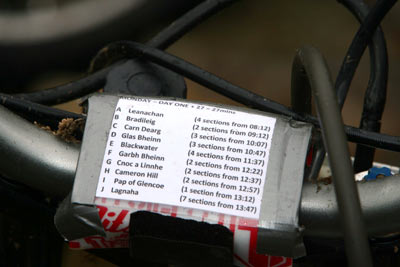 MONDAY – DAY ONE • 27 – 27mins
A Leanachan (4 sections from 08:12)
B Bradileig (2 sections from 09:12)
C Carn Dearg (3 sections from 10:07)
D Glas Bheinn (3 sections from 10:47)
E Blackwater (4 sections from 11:37)
F Garbh Bheinn (2 sections from 12:22)
G Cnoc a Linnhe (2 sections from 12:37)
H Cameron Hill (2 sections from 12:57)
I Pap of Glencoe (1 section from 13:12)
J Lagnaha (7 sections from 13:47)